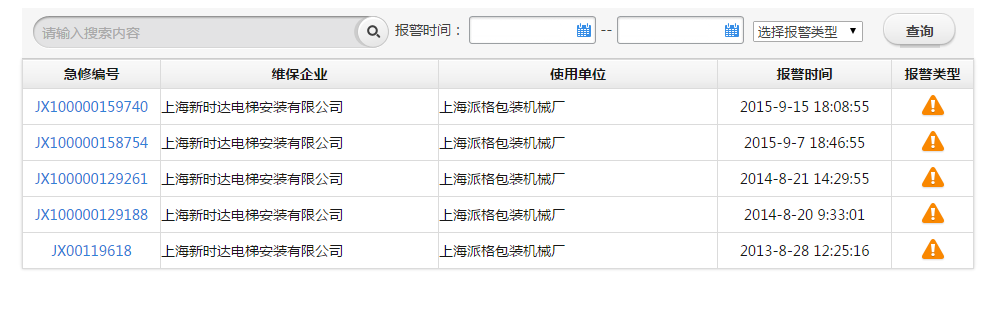 请输入搜索内容 报警时间： -- 选择报警类型 查询
急修编号 维保企业 使用单位 报警时间 报警类型
JX100000159740 上海新时达电梯安装有限公司 上海派格包装机械厂 2015-9-15 18:08:55
JX100000158754 上海新时达电梯安装有限公司 上海派格包装机械厂 2015-9-7 18:46:55
JX100000129261 上海新时达电梯安装有限公司 上海派格包装机械厂 2014-8-21 14:29:55
JX100000129188 上海新时达电梯安装有限公司 上海派格包装机械厂 2014-8-20 9:33:01
JX00119618 上海新时达电梯安装有限公司 上海派格包装机械厂 2013-8-28 12:25:16